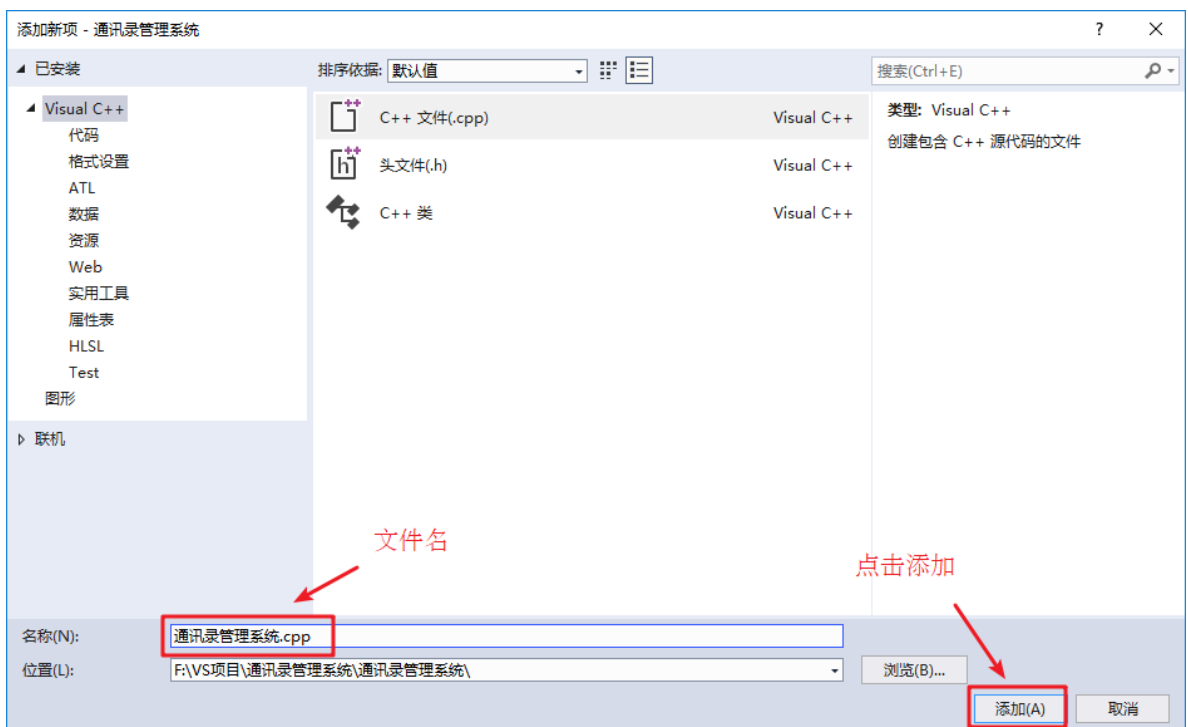 添加新项 - 通讯录管理系统
?
已安装
排序依据: 默认值
搜索(Ctrl+E)
Visual C++
代码
格式设置
ATL
数据
资源
Web
实用工具
属性表
HLSL
Test
图形
联机
C++ 文件(.cpp) Visual C++
头文件(.h) Visual C++
C++ 类 Visual C++
类型: Visual C++
创建包含 C++ 源代码的文件
文件名
点击添加
名称(N): 通讯录管理系统.cpp
位置(L): F:\VS项目\通讯录管理系统\通讯录管理系统\ 浏览(B)...
添加(A) 取消